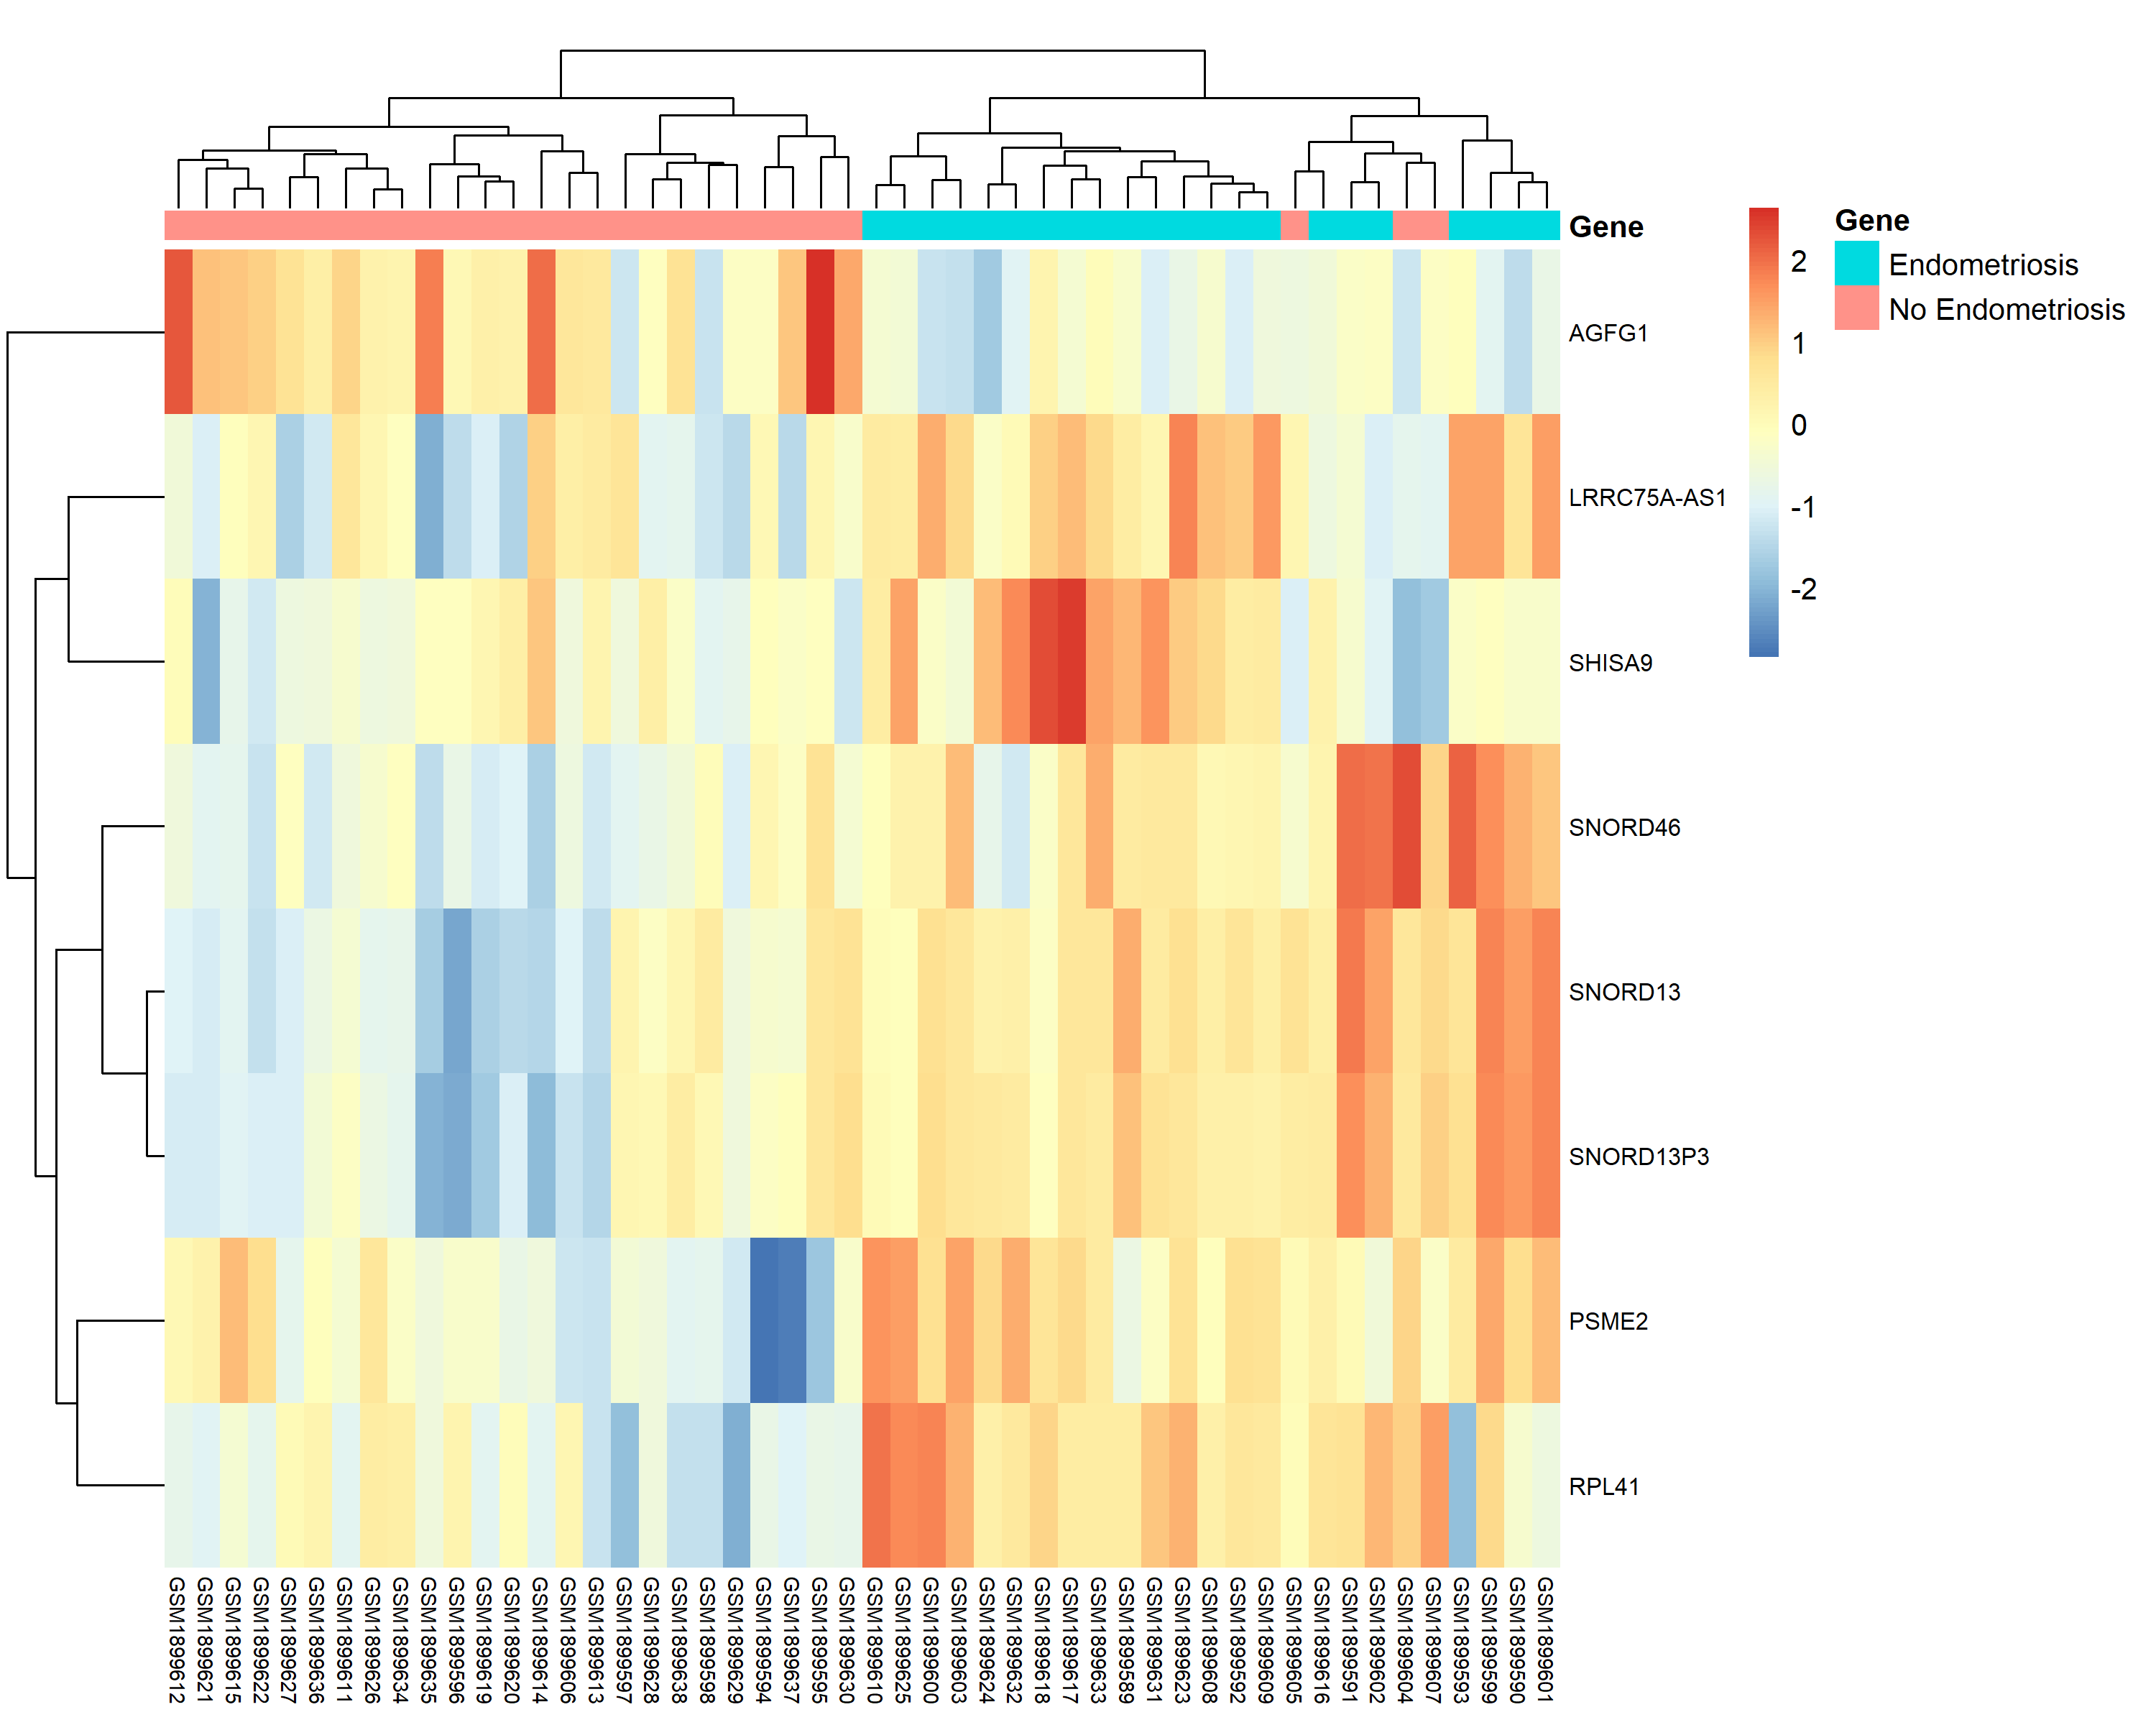 Gene
Gene
Endometriosis
No Endometriosis
2
1
0
-1
-2
AGFG1
LRRC75A-AS1
SHISA9
SNORD46
SNORD13
SNORD13P3
PSME2
RPL41
GSM1899612
GSM1899621
GSM1899615
GSM1899622
GSM1899627
GSM1899636
GSM1899611
GSM1899626
GSM1899634
GSM1899635
GSM1899596
GSM1899619
GSM1899620
GSM1899614
GSM1899606
GSM1899613
GSM1899597
GSM1899628
GSM1899638
GSM1899598
GSM1899629
GSM1899594
GSM1899637
GSM1899595
GSM1899630
GSM1899610
GSM1899625
GSM1899600
GSM1899603
GSM1899624
GSM1899632
GSM1899618
GSM1899617
GSM1899633
GSM1899589
GSM1899631
GSM1899623
GSM1899608
GSM1899592
GSM1899609
GSM1899605
GSM1899616
GSM1899591
GSM1899602
GSM1899604
GSM1899607
GSM1899593
GSM1899599
GSM1899590
GSM1899601